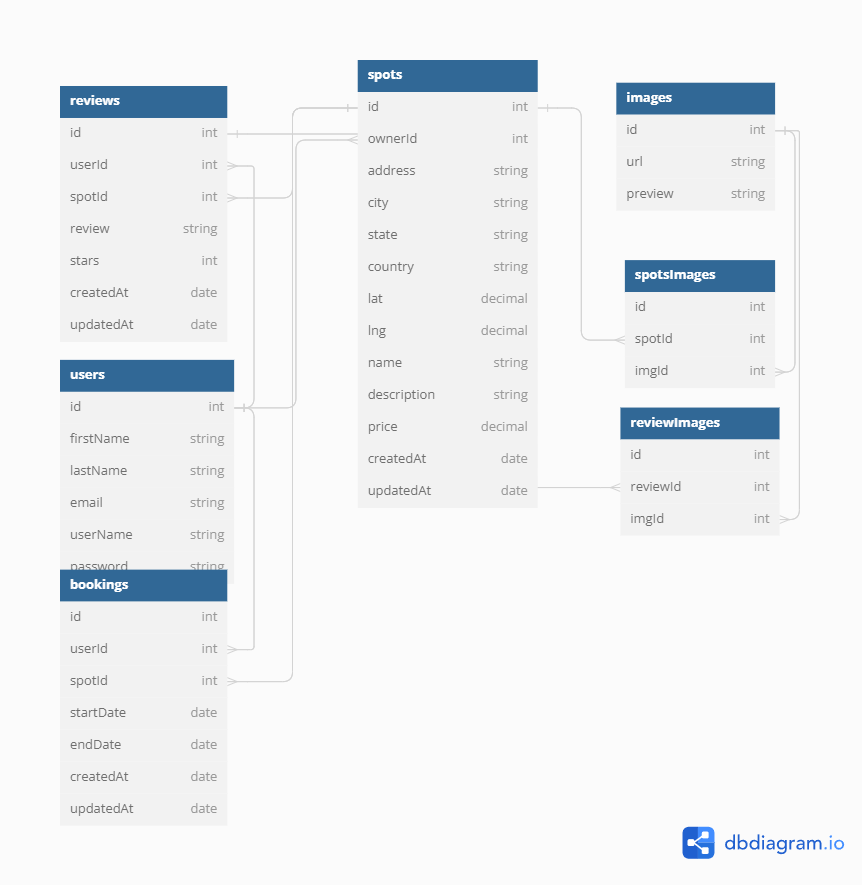 reviews
id int
userId int
spotId int
review string
stars int
createdAt date
updatedAt date
users
id int
firstName string
lastName string
email string
userName string
password string
bookings
id int
userId int
spotId int
startDate date
endDate date
createdAt date
updatedAt date
spots
id int
ownerId int
address string
city string
state string
country string
lat decimal
lng decimal
name string
description string
price decimal
createdAt date
updatedAt date
images
id int
url string
preview string
spotsImages
id int
spotId int
imgId int
reviewImages
id int
reviewId int
imgId int
dbdiagram.io